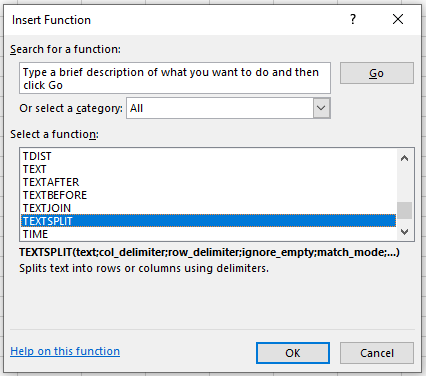 Insert Function
Search for a function:
Type a brief description of what you want to do and then
click Go
Go
Or select a category: All
Select a function:
TDIST
TEXT
TEXTAFTER
TEXTBEFORE
TEXTJOIN
TEXTSPLIT
TIME
TEXTSPLIT(text;col_delimiter;row_delimiter;ignore_empty;match_mode;...)
Splits text into rows or columns using delimiters.
Help on this function
OK
Cancel